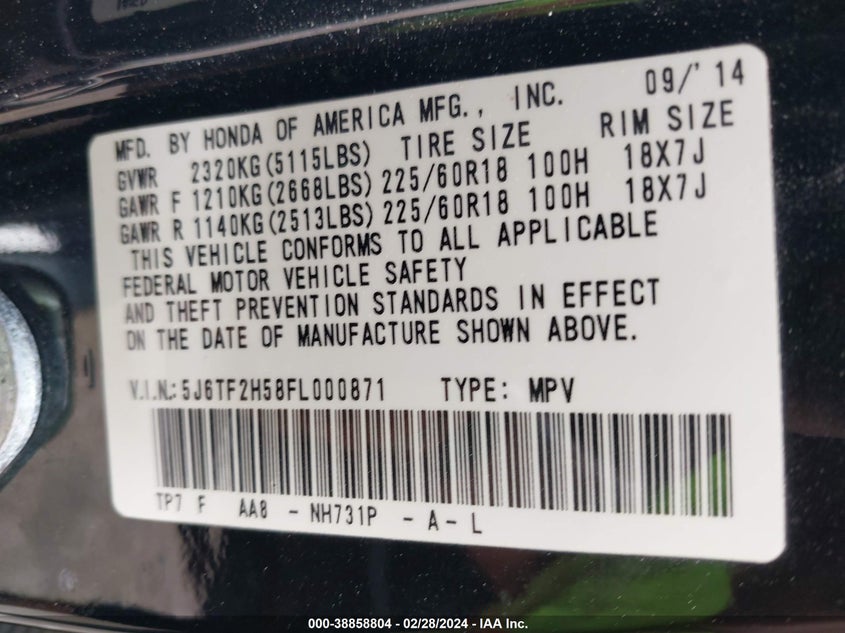 09/'14
MFD. BY HONDA OF AMERICA MFG., INC.
GVWR 2320KG(5115LBS) TIRE SIZE RIM SIZE
GAWR F 1210KG(2668LBS) 225/60R18 100H 18X7J
GAWR R 1140KG(2513LBS) 225/60R18 100H 18X7J
THIS VEHICLE CONFORMS TO ALL APPLICABLE
FEDERAL MOTOR VEHICLE SAFETY
AND THEFT PREVENTION STANDARDS IN EFFECT
ON THE DATE OF MANUFACTURE SHOWN ABOVE.
V.I.N.: 5J6TF2H58FL000871 TYPE: MPV
TP7 F AA8 - NH731P - A - L
000-38858804 - 02/28/2024 - IAA Inc.